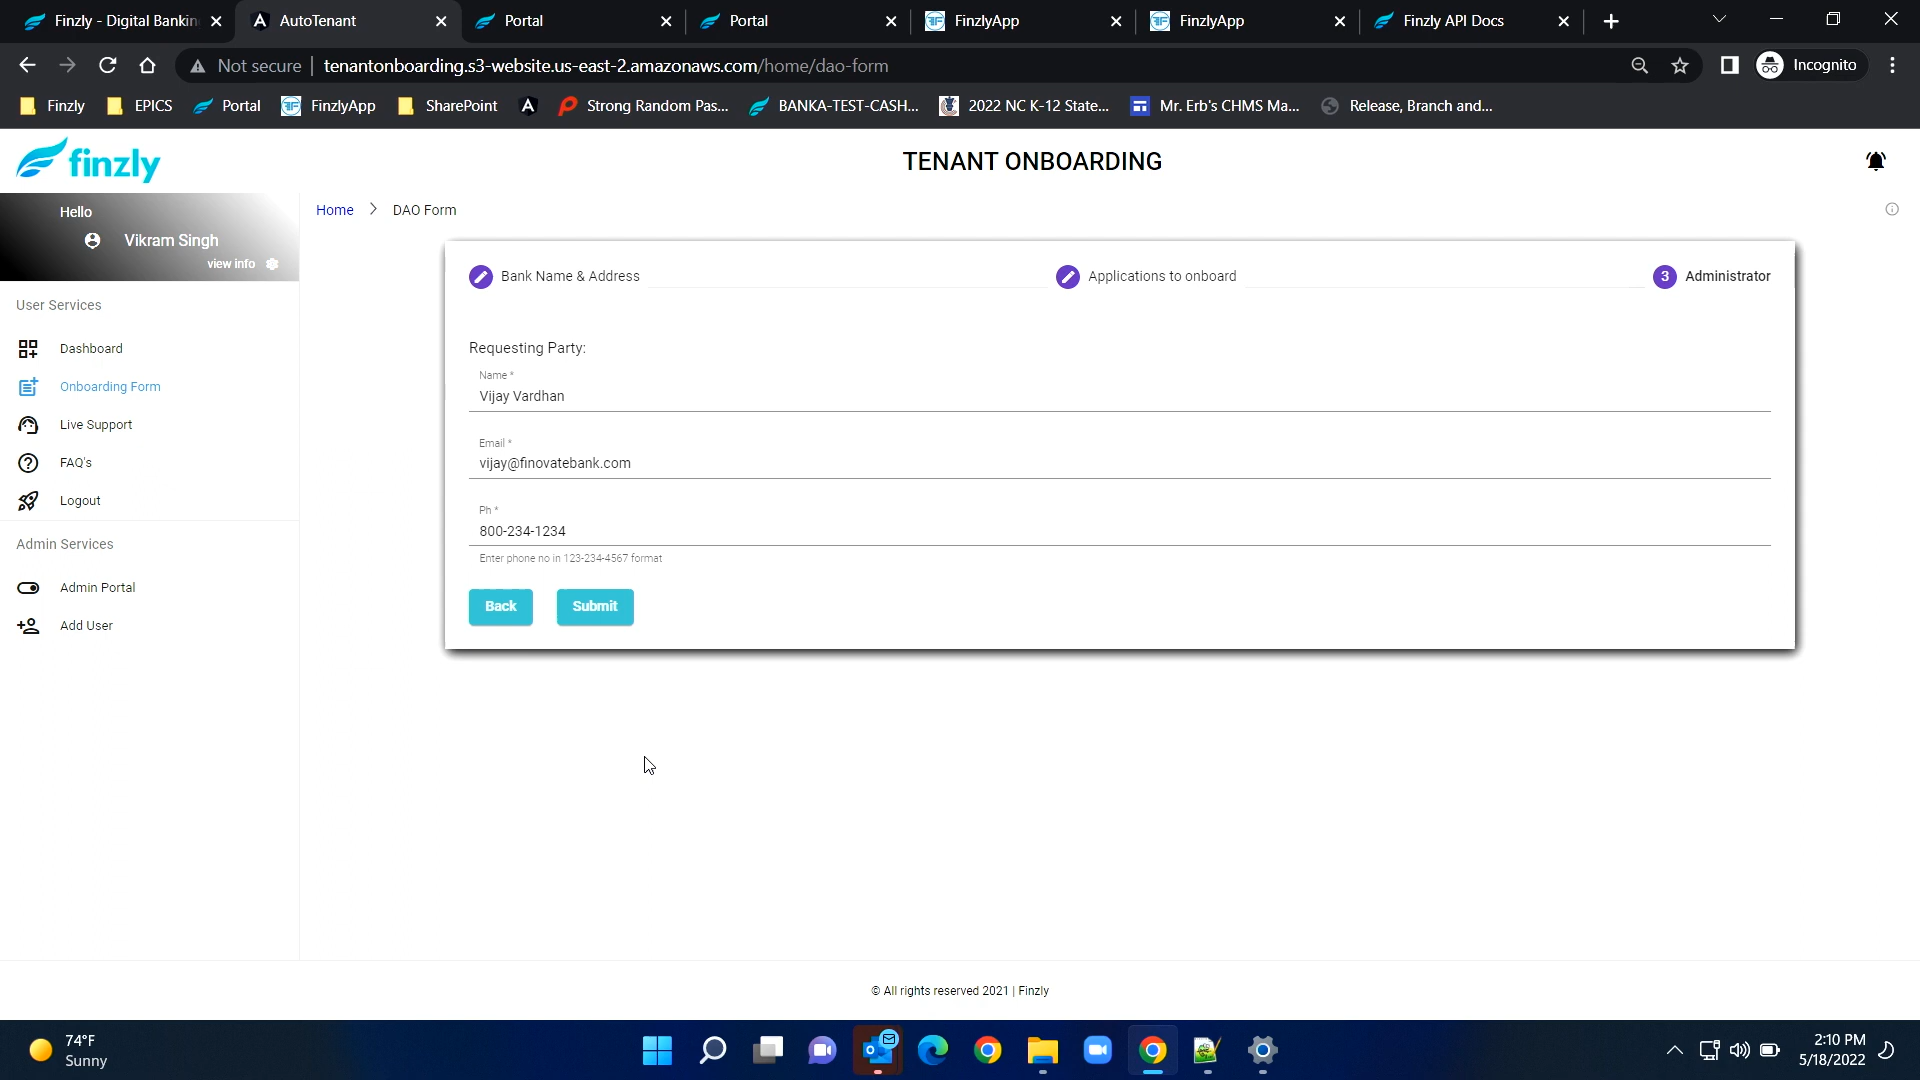 Finzly - Digital Bankin
AutoTenant
Portal
Portal
FinzlyApp
FinzlyApp
Finzly API Docs
Not secure
tenantonboarding.s3-website.us-east-2.amazonaws.com/home/dao-form
Incognito
Finzly
EPICS
Portal
FinzlyApp
SharePoint
Strong Random Pas...
BANKA-TEST-CASH...
2022 NC K-12 State...
Mr. Erb's CHMS Ma...
Release, Branch and...
finzly
TENANT ONBOARDING
Hello
Vikram Singh
view info
Home
DAO Form
User Services
Dashboard
Onboarding Form
Live Support
FAQ's
Logout
Admin Services
Admin Portal
Add User
Bank Name & Address
Applications to onboard
3 Administrator
Requesting Party:
Name *
Vijay Vardhan
Email *
vijay@finovatebank.com
Ph *
800-234-1234
Enter phone no in 123-234-4567 format
Back
Submit
© All rights reserved 2021 | Finzly
74°F
Sunny
2:10 PM
5/18/2022